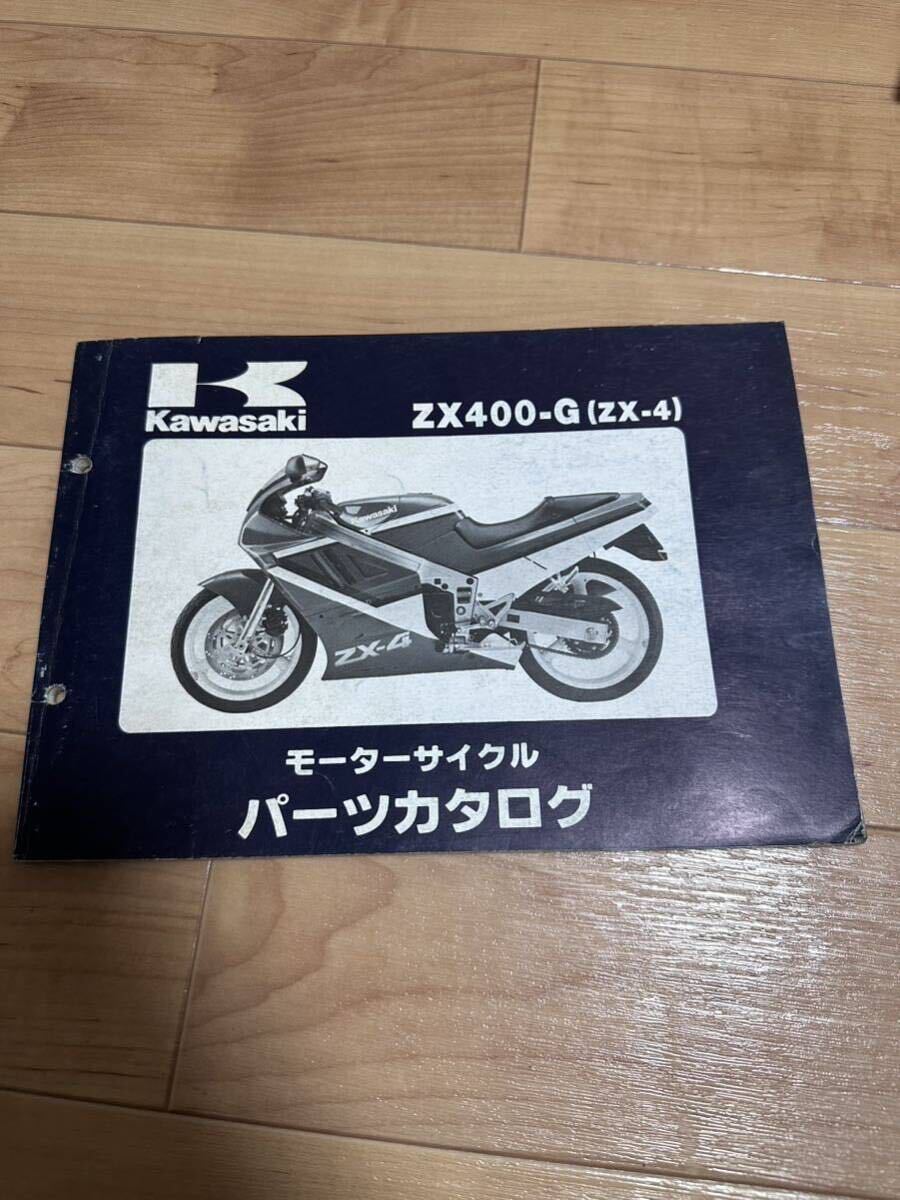 Kawasaki
ZX400-G (ZX-4)
Kawasaki
ZX-4
モーターサイクル
パーツカタログ